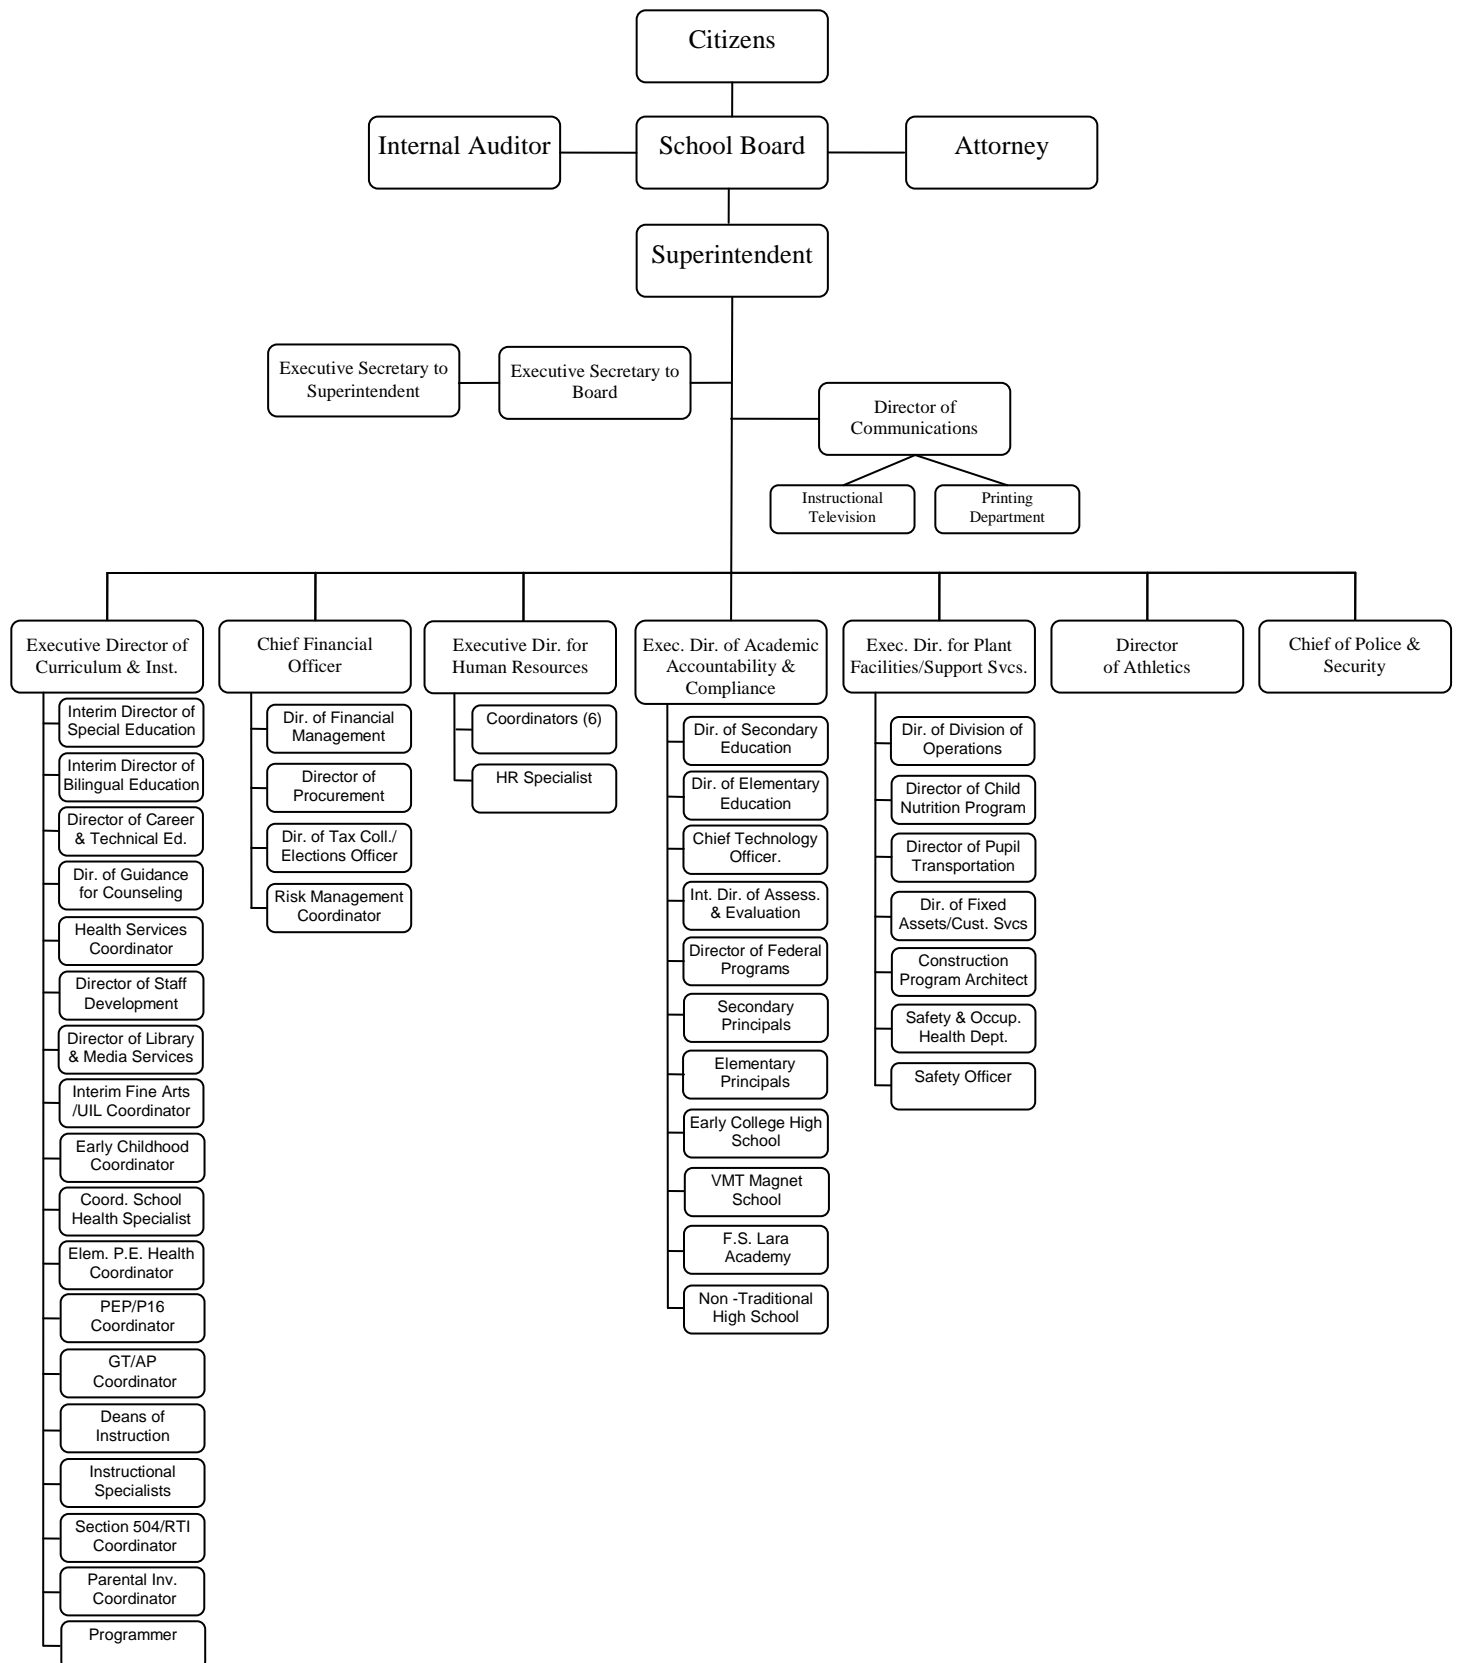 Citizens
Internal Auditor
School Board
Attorney
Superintendent
Executive Secretary to
Superintendent
Executive Secretary to
Board
Director of
Communications
Instructional
Television
Printing
Department
Executive Director of
Curriculum & Inst.
Interim Director of
Special Education
Interim Director of
Bilingual Education
Director of Career
& Technical Ed.
Dir. of Guidance
for Counseling
Health Services
Coordinator
Director of Staff
Development
Director of Library
& Media Services
Interim Fine Arts
/UIL Coordinator
Early Childhood
Coordinator
Coord. School
Health Specialist
Elem. P.E. Health
Coordinator
PEP/P16
Coordinator
GT/AP
Coordinator
Deans of
Instruction
Instructional
Specialists
Section 504/RTI
Coordinator
Parental Inv.
Coordinator
Programmer
Chief Financial
Officer
Dir. of Financial
Management
Director of
Procurement
Dir. of Tax Coll./
Elections Officer
Risk Management
Coordinator
Executive Dir. for
Human Resources
Coordinators (6)
HR Specialist
Exec. Dir. of Academic
Accountability &
Compliance
Dir. of Secondary
Education
Dir. of Elementary
Education
Chief Technology
Officer.
Int. Dir. of Assess.
& Evaluation
Director of Federal
Programs
Secondary
Principals
Elementary
Principals
Early College High
School
VMT Magnet
School
F.S. Lara
Academy
Non -Traditional
High School
Exec. Dir. for Plant
Facilities/Support Svcs.
Dir. of Division of
Operations
Director of Child
Nutrition Program
Director of Pupil
Transportation
Dir. of Fixed
Assets/Cust. Svcs
Construction
Program Architect
Safety & Occup.
Health Dept.
Safety Officer
Director
of Athletics
Chief of Police &
Security